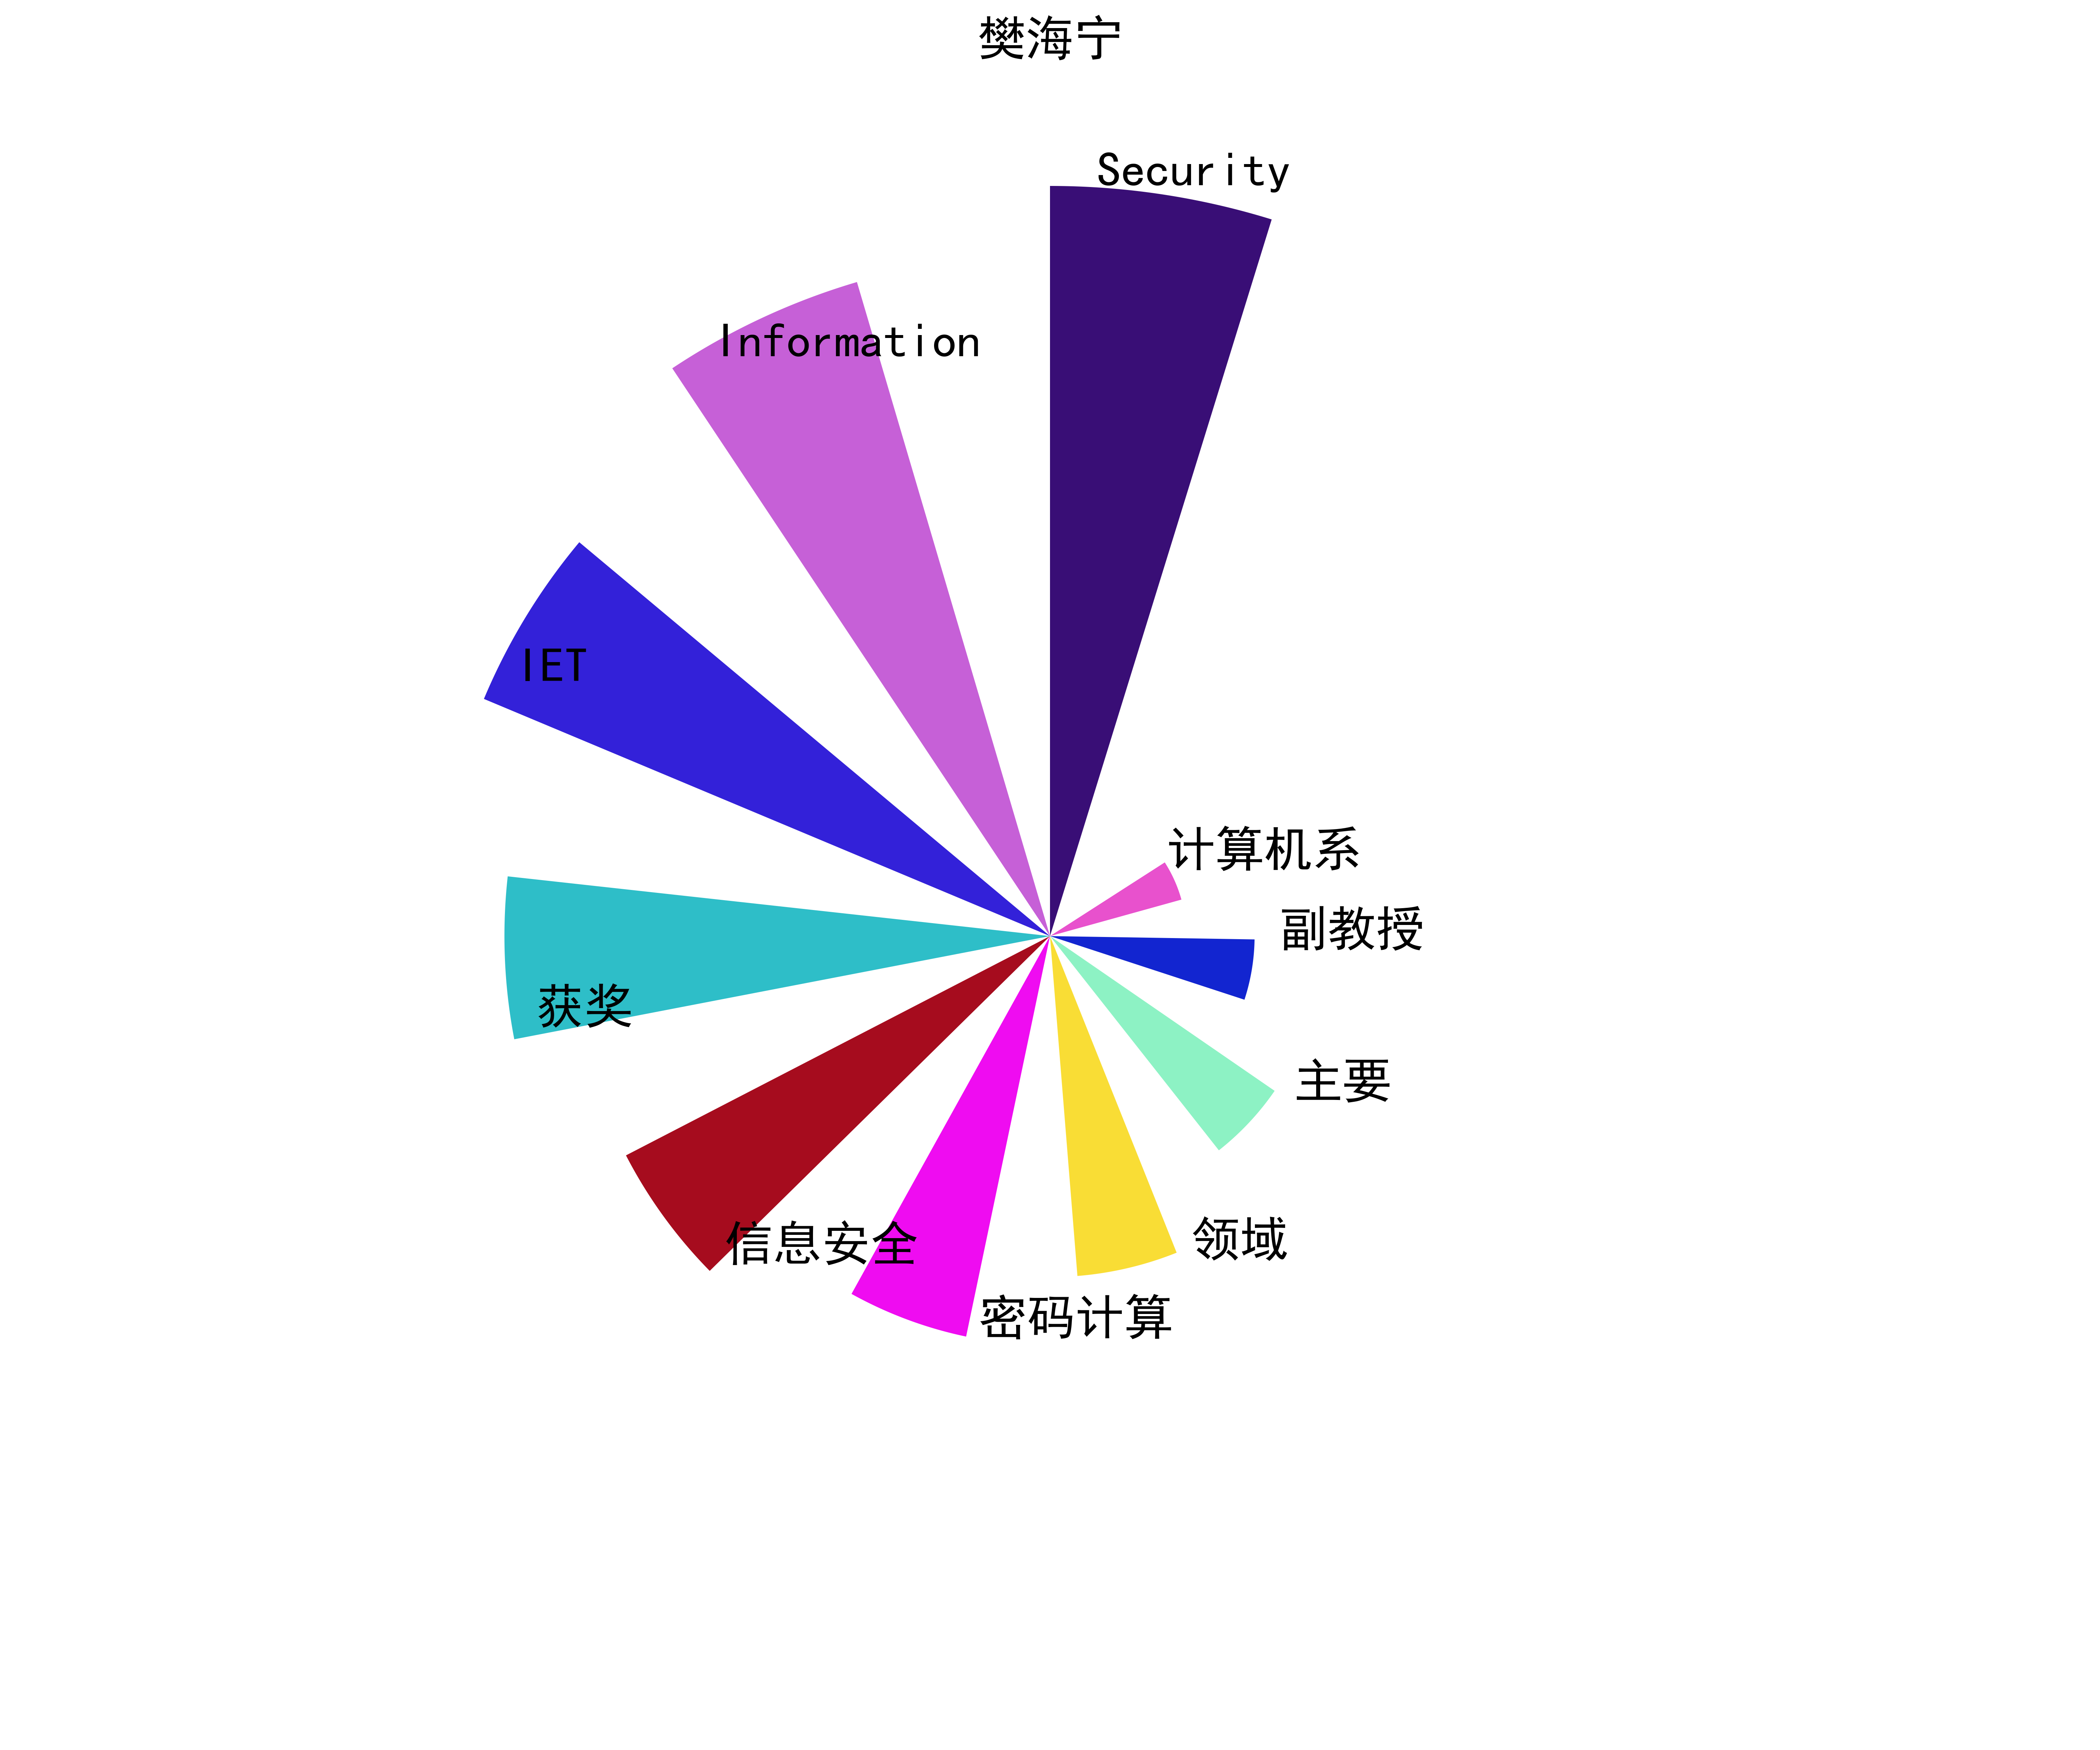 樊海宁
Security
Information
IET
计算机系
副教授
获奖
主要
信息安全
领域
密码计算